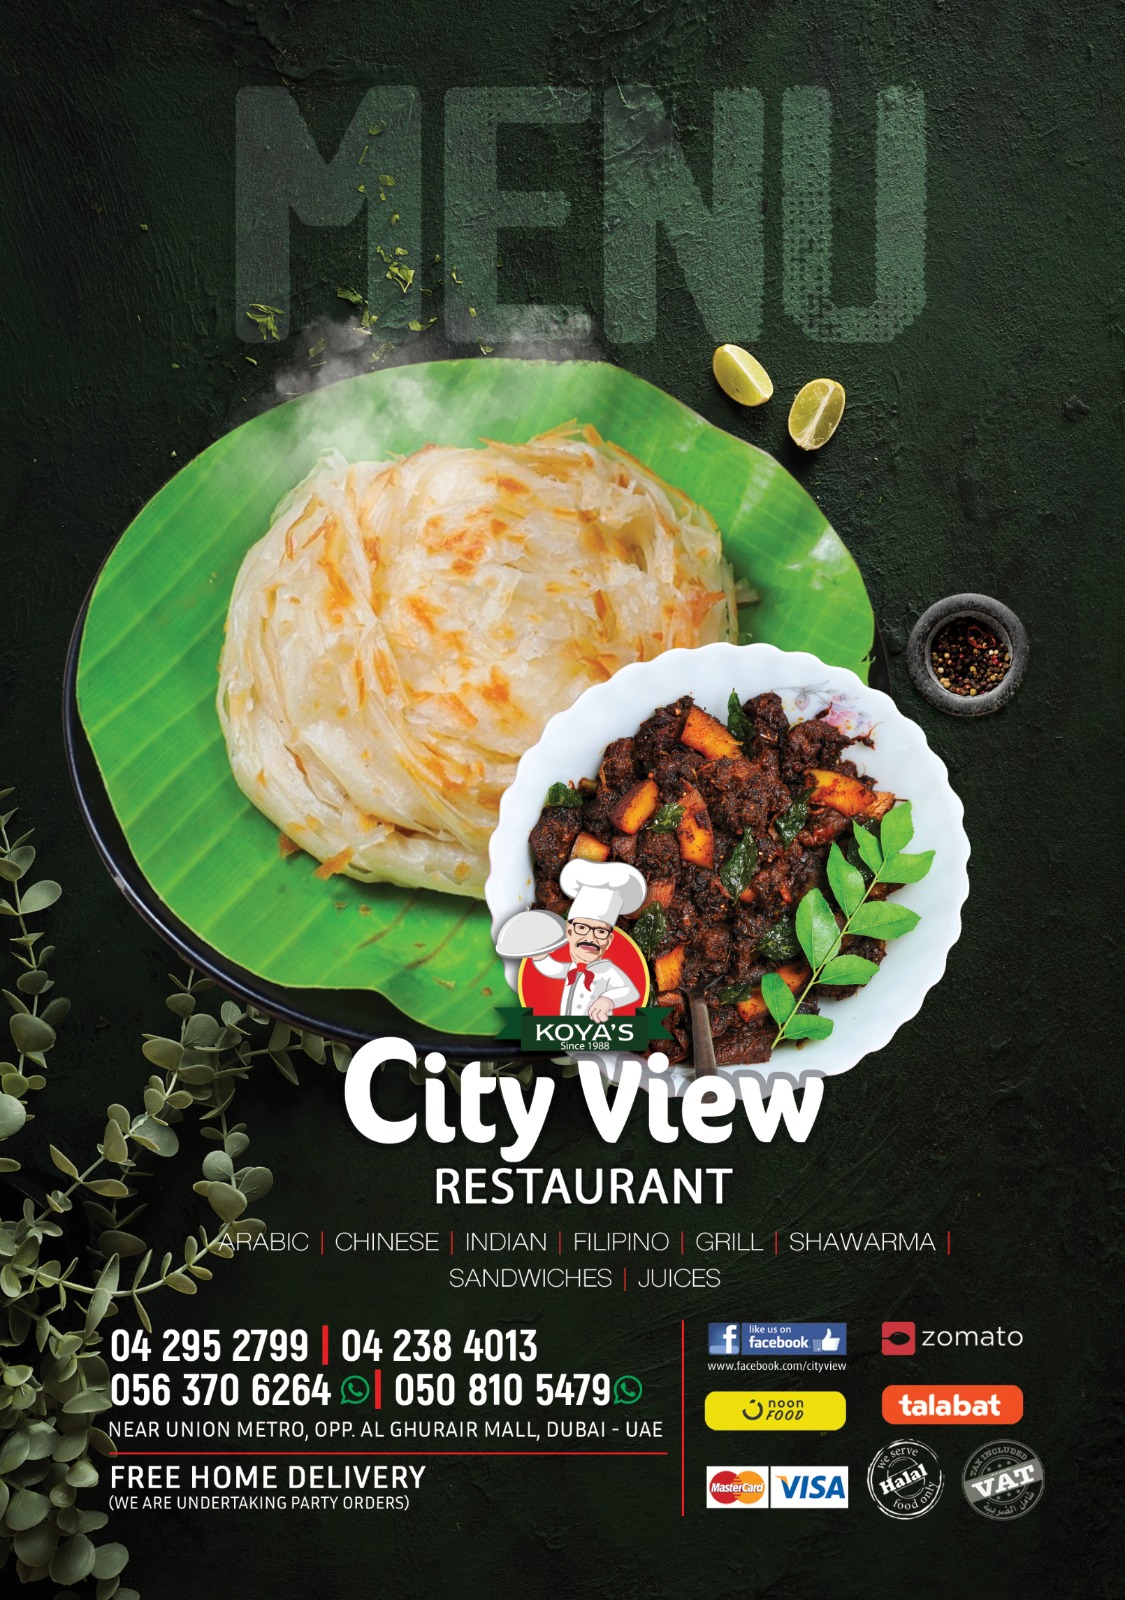 MENU
KOYA'S
Since 1988
City View
RESTAURANT
ARABIC | CHINESE | INDIAN | FILIPINO | GRILL | SHAWARMA |
SANDWICHES | JUICES
04 295 2799 | 04 238 4013
056 370 6264 | 050 810 5479
NEAR UNION METRO, OPP. AL GHURAIR MALL, DUBAI - UAE
FREE HOME DELIVERY
(WE ARE UNDERTAKING PARTY ORDERS)
like us on
facebook.
www.facebook.com/cityview
zomato
noon
FOOD
talabat
MasterCard
VISA
We serve
Halal
food only
TAX INCLUDED
VAT
شامل الضريبة